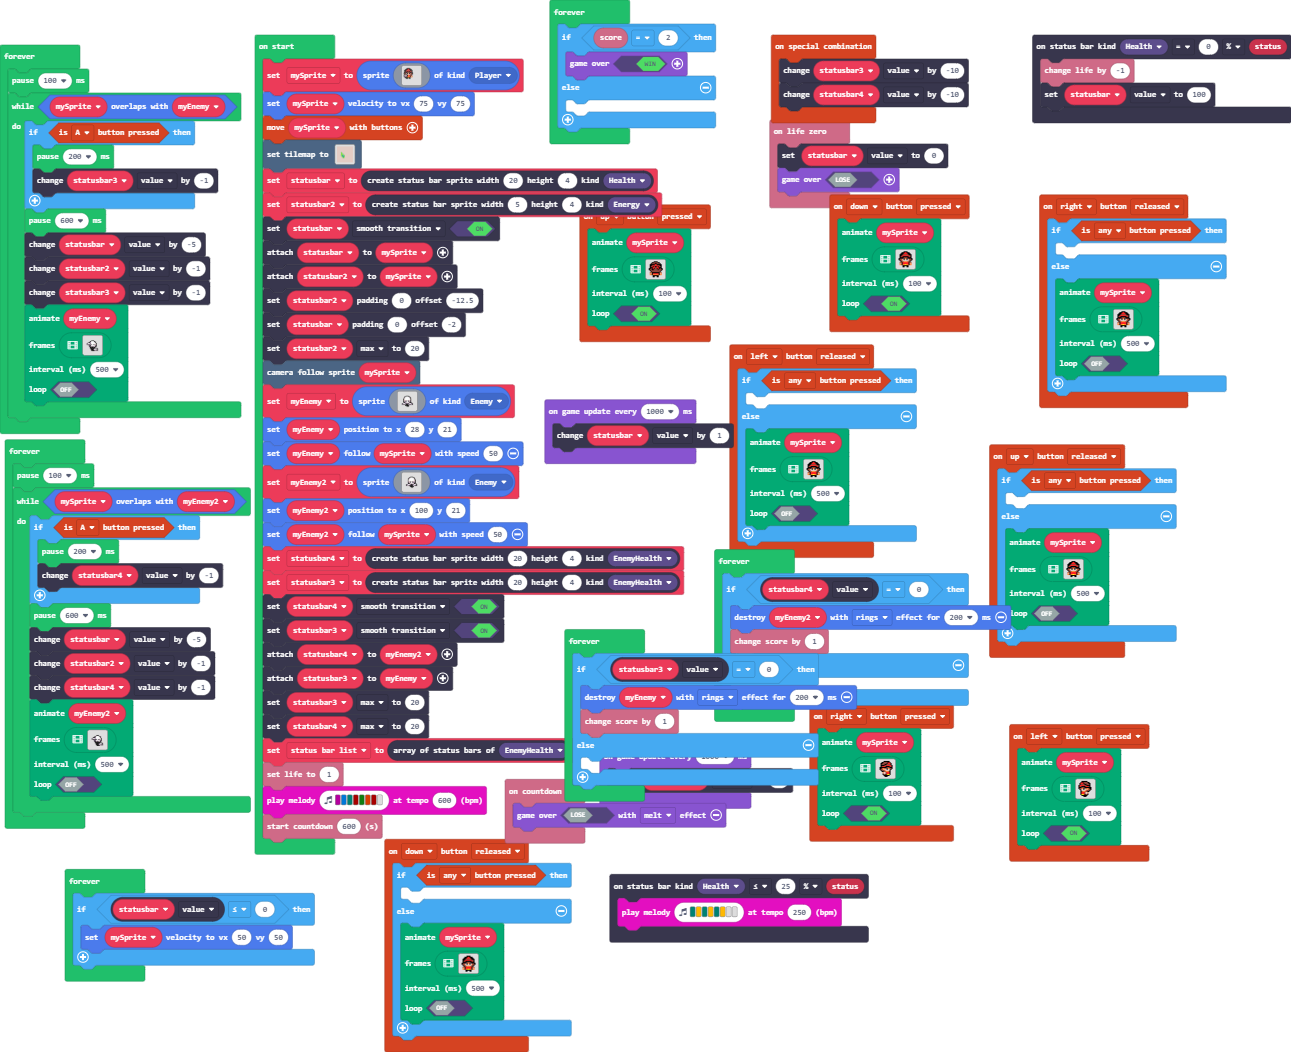 forever
pause 100 ms
while mySprite overlaps with myEnemy
do if is A button pressed then
pause 200 ms
change statusbar3 value by -1
pause 600 ms
change statusbar value by -5
change statusbar2 value by -1
change statusbar3 value by -1
animate myEnemy
frames
interval (ms) 500
loop OFF
forever
pause 100 ms
while mySprite overlaps with myEnemy2
do if is A button pressed then
pause 200 ms
change statusbar4 value by -1
pause 600 ms
change statusbar value by -5
change statusbar2 value by -1
change statusbar4 value by -1
animate myEnemy2
frames
interval (ms) 500
loop OFF
forever
if statusbar value ≤ 0 then
set mySprite velocity to vx 50 vy 50
on start
set mySprite to sprite of kind Player
set mySprite velocity to vx 75 vy 75
move mySprite with buttons
set tilemap to
set statusbar to create status bar sprite width 20 height 4 kind Health
set statusbar2 to create status bar sprite width 5 height 4 kind Energy
set statusbar smooth transition ON
attach statusbar to mySprite
attach statusbar2 to mySprite
set statusbar2 padding 0 offset -12.5
set statusbar padding 0 offset -2
set statusbar2 max to 20
camera follow sprite mySprite
set myEnemy to sprite of kind Enemy
set myEnemy position to x 28 y 21
set myEnemy follow mySprite with speed 50
set myEnemy2 to sprite of kind Enemy
set myEnemy2 position to x 100 y 21
set myEnemy2 follow mySprite with speed 50
set statusbar4 to create status bar sprite width 20 height 4 kind EnemyHealth
set statusbar3 to create status bar sprite width 20 height 4 kind EnemyHealth
set statusbar4 smooth transition ON
set statusbar3 smooth transition ON
attach statusbar4 to myEnemy2
attach statusbar3 to myEnemy
set statusbar3 max to 20
set statusbar4 max to 20
set status bar list to array of status bars of EnemyHealth
set life to 1
play melody at tempo 600 (bpm)
start countdown 600 (s)
forever
if score = 2 then
game over WIN
else
on special combination
change statusbar3 value by -10
change statusbar4 value by -10
on life zero
set statusbar value to 0
game over LOSE
on status bar kind Health = 0 % status
change life by -1
set statusbar value to 100
pressed
animate mySprite
frames
interval (ms) 100
loop ON
on down button pressed
animate mySprite
frames
interval (ms) 100
loop ON
on right button released
if is any button pressed then
else
animate mySprite
frames
interval (ms) 500
loop OFF
on left button released
if is any button pressed then
else
animate mySprite
frames
interval (ms) 500
loop OFF
on game update every 1000 ms
change statusbar value by 1
on up button released
if is any button pressed then
else
animate mySprite
frames
interval (ms) 500
loop OFF
forever
if statusbar4 value = 0 then
destroy myEnemy2 with rings effect for 200 ms
change score by 1
forever
if statusbar3 value = 0 then
destroy myEnemy with rings effect for 200 ms
change score by 1
else
on countdown
game over LOSE with melt effect
on right button pressed
animate mySprite
frames
interval (ms) 100
loop ON
on left button pressed
animate mySprite
frames
interval (ms) 100
loop ON
on down button released
if is any button pressed then
else
animate mySprite
frames
interval (ms) 500
loop OFF
on status bar kind Health ≤ 25 % status
play melody at tempo 250 (bpm)